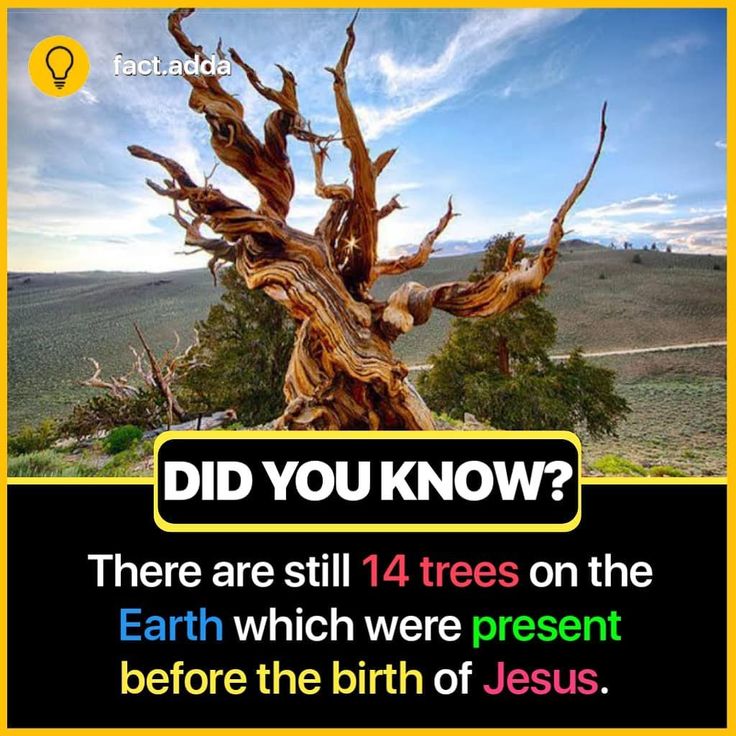 fact.adda
DID YOU KNOW?
There are still 14 trees on the
Earth which were present
before the birth of Jesus.